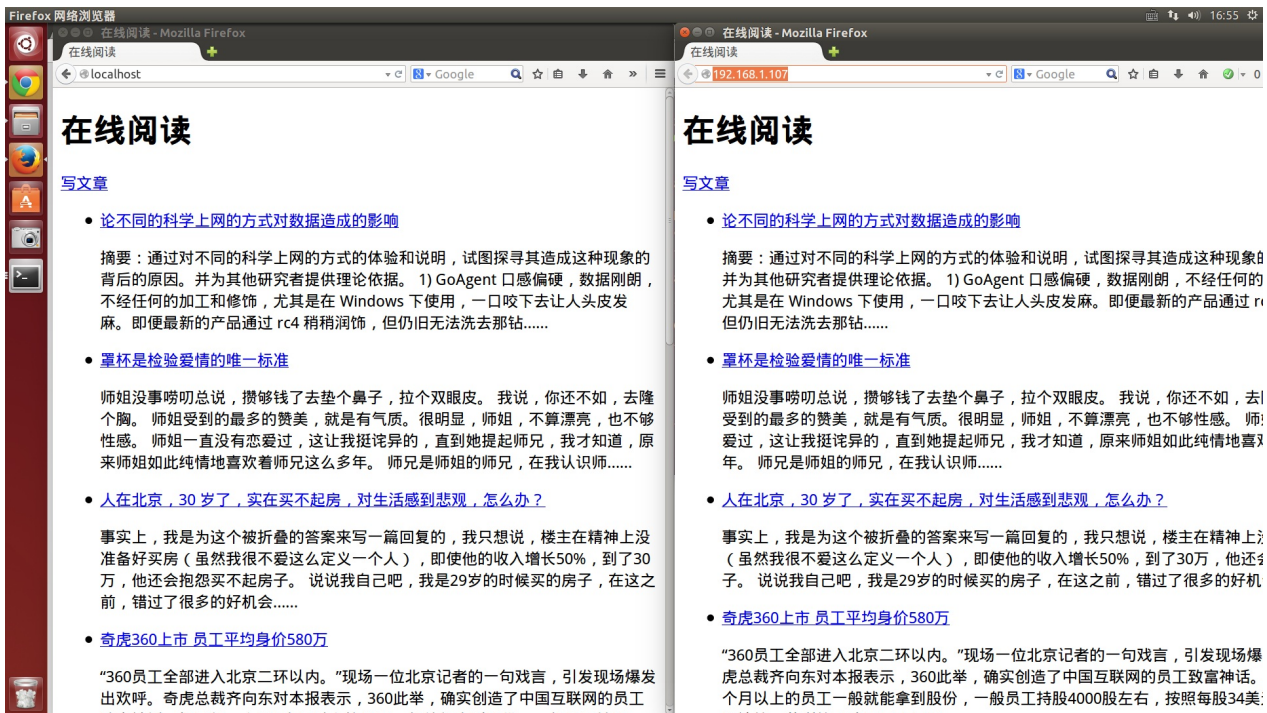 Firefox 网络浏览器
16:55
在线阅读 - Mozilla Firefox
在线阅读
localhost
Google
在线阅读
写文章
论不同的科学上网的方式对数据造成的影响
摘要：通过对不同的科学上网的方式的体验和说明，试图探寻其造成这种现象的
背后的原因。并为其他研究者提供理论依据。 1) GoAgent 口感偏硬，数据刚朗，
不经任何的加工和修饰，尤其是在 Windows 下使用，一口咬下去让人头皮发
麻。即便最新的产品通过 rc4 稍稍润饰，但仍旧无法洗去那钻……
罩杯是检验爱情的唯一标准
师姐没事唠叨总说，攒够钱了去垫个鼻子，拉个双眼皮。 我说，你还不如，去隆
个胸。 师姐受到的最多的赞美，就是有气质。很明显，师姐，不算漂亮，也不够
性感。 师姐一直没有恋爱过，这让我挺诧异的，直到她提起师兄，我才知道，原
来师姐如此纯情地喜欢着师兄这么多年。 师兄是师姐的师兄，在我认识师……
人在北京，30 岁了，实在买不起房，对生活感到悲观，怎么办？
事实上，我是为这个被折叠的答案来写一篇回复的，我只想说，楼主在精神上没
准备好买房（虽然我很不爱这么定义一个人），即使他的收入增长50%，到了30
万，他还会抱怨买不起房子。 说说我自己吧，我是29岁的时候买的房子，在这之
前，错过了很多的好机会……
奇虎360上市 员工平均身价580万
“360员工全部进入北京二环以内。”现场一位北京记者的一句戏言，引发现场爆发
出欢呼。奇虎总裁齐向东对本报表示，360此举，确实创造了中国互联网的员工
在线阅读 - Mozilla Firefox
在线阅读
192.168.1.107
Google
0
在线阅读
写文章
论不同的科学上网的方式对数据造成的影响
摘要：通过对不同的科学上网的方式的体验和说明，试图探寻其造成这种现象
并为其他研究者提供理论依据。 1) GoAgent 口感偏硬，数据刚朗，不经任何的
尤其是在 Windows 下使用，一口咬下去让人头皮发麻。即便最新的产品通过
但仍旧无法洗去那钻……
罩杯是检验爱情的唯一标准
师姐没事唠叨总说，攒够钱了去垫个鼻子，拉个双眼皮。 我说，你还不如，去
受到的最多的赞美，就是有气质。很明显，师姐，不算漂亮，也不够性感。
爱过，这让我挺诧异的，直到她提起师兄，我才知道，原来师姐如此纯情地喜
年。 师兄是师姐的师兄，在我认识师……
人在北京，30 岁了，实在买不起房，对生活感到悲观，怎么办？
事实上，我是为这个被折叠的答案来写一篇回复的，我只想说，楼主在精神上
（虽然我很不爱这么定义一个人），即使他的收入增长50%，到了30万，他还
子。 说说我自己吧，我是29岁的时候买的房子，在这之前，错过了很多的好机
奇虎360上市 员工平均身价580万
“360员工全部进入北京二环以内。”现场一位北京记者的一句戏言，引发现场爆
虎总裁齐向东对本报表示，360此举，确实创造了中国互联网的员工致富神话。
个月以上的员工一般就能拿到股份，一般员工持股4000股左右，按照每股34美